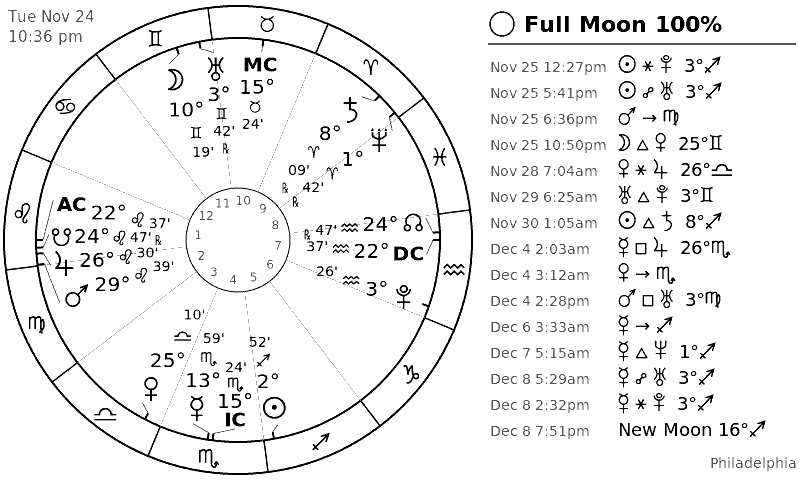 Tue Nov 24
10:36 pm
○ Full Moon 100%
Nov 25 12:27pm ☉ ⚹ ♇ 3°♐
Nov 25 5:41pm ☉ ☍ ♅ 3°♐
Nov 25 6:36pm ♂ → ♍
Nov 25 10:50pm ☽ △ ♀ 25°♊
Nov 28 7:04am ♀ ⚹ ♃ 26°♎
Nov 29 6:25am ♅ △ ♇ 3°♊
Nov 30 1:05am ☉ △ ♄ 8°♐
Dec 4 2:03am ☿ □ ♃ 26°♏
Dec 4 3:12am ♀ → ♏
Dec 4 2:28pm ♂ □ ♅ 3°♍
Dec 6 3:33am ☿ → ♐
Dec 7 5:15am ☿ △ ♆ 1°♐
Dec 8 5:29am ☿ ☍ ♅ 3°♐
Dec 8 2:32pm ☿ ⚹ ♇ 3°♐
Dec 8 7:51pm New Moon 16°♐
Philadelphia
♈
♉
♊
♋
♌
♍
♎
♏
♐
♑
♒
♓
☽ 10° ♊ 19'
♅ 3° ♊ 42' ℞
MC 15° ♉ 24'
♄ 8° ♈ 09' ℞
♆ 1° ♈ 42' ℞
AC 22° ♌ 37'
☋ 24° ♌ 47' ℞
♃ 26° ♌ 30'
♂ 29° ♌ 39'
℞ 47' ♒ 24° ☊
37' ♒ 22° DC
26' ♒ 3° ♇
10' ♎ 25° ♀
59' ♏ 13° ☿
24' ♏ 15° IC
52' ♐ 2° ☉
1
2
3
4
5
6
7
8
9
10
11
12